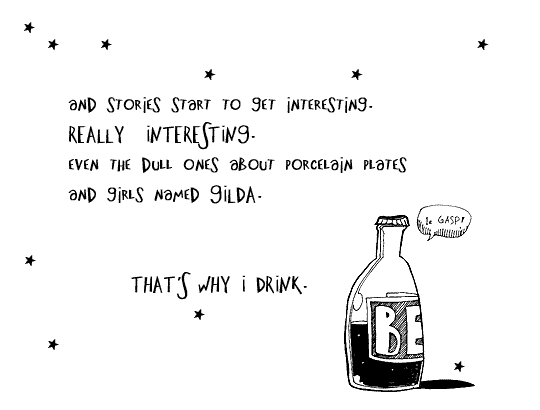 and stories start to get interesting.
REALLY interesting.
even the dull ones about porcelain plates
and girls named gilda.
le GASP!
THAT'S WHY i DRiNK.
BE